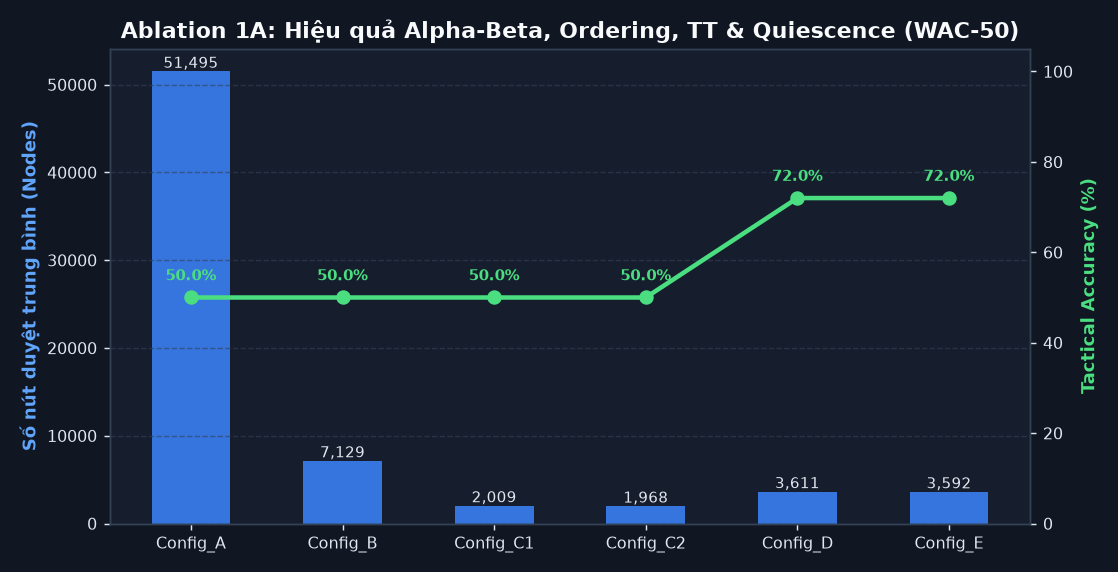 Ablation 1A: Hiệu quả Alpha-Beta, Ordering, TT & Quiescence (WAC-50)
Số nút duyệt trung bình (Nodes)
50000
40000
30000
20000
10000
0
51,495
7,129
2,009
1,968
3,611
3,592
50.0%
50.0%
50.0%
50.0%
72.0%
72.0%
Config_A
Config_B
Config_C1
Config_C2
Config_D
Config_E
100
80
60
40
20
0
Tactical Accuracy (%)